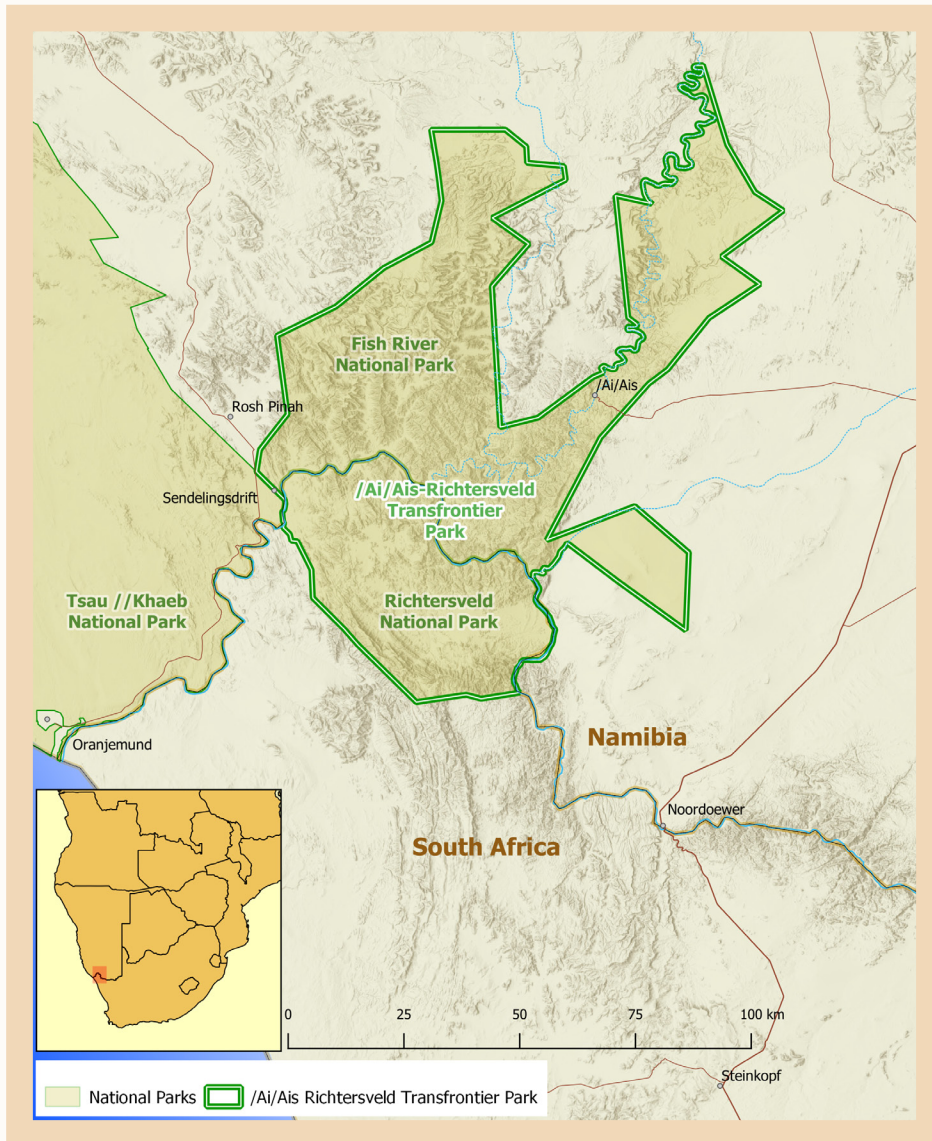 Fish River
National Park
/Ai/Ais
Rosh Pinah
Sendelingsdrift
/Ai/Ais-Richtersveld
Transfrontier
Park
Tsau //Khaeb
National Park
Richtersveld
National Park
Oranjemund
Namibia
Noordoewer
South Africa
0 25 50 75 100 km
Steinkopf
National Parks /Ai/Ais Richtersveld Transfrontier Park